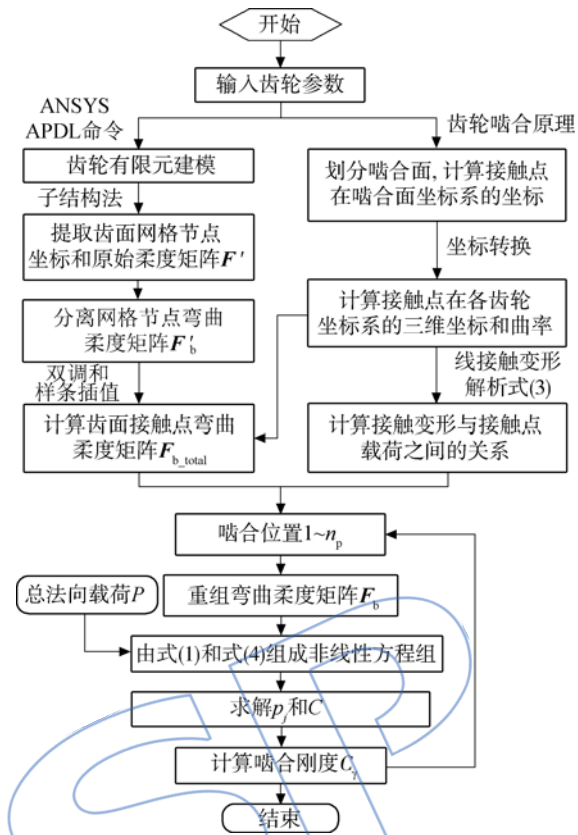 开始
输入齿轮参数
ANSYS
APDL命令
齿轮有限元建模
子结构法
提取齿面网格节点
坐标和原始柔度矩阵F'
分离网格节点弯曲
柔度矩阵F'b
双调和
样条插值
计算齿面接触点弯曲
柔度矩阵Fb_total
齿轮啮合原理
划分啮合面,计算接触点
在啮合面坐标系的坐标
坐标转换
计算接触点在各齿轮
坐标系的三维坐标和曲率
线接触变形
解析式(3)
计算接触变形与接触点
载荷之间的关系
啮合位置1~np
总法向载荷P
重组弯曲柔度矩阵Fb
由式(1)和式(4)组成非线性方程组
求解pj和C
计算啮合刚度Cγ
结束